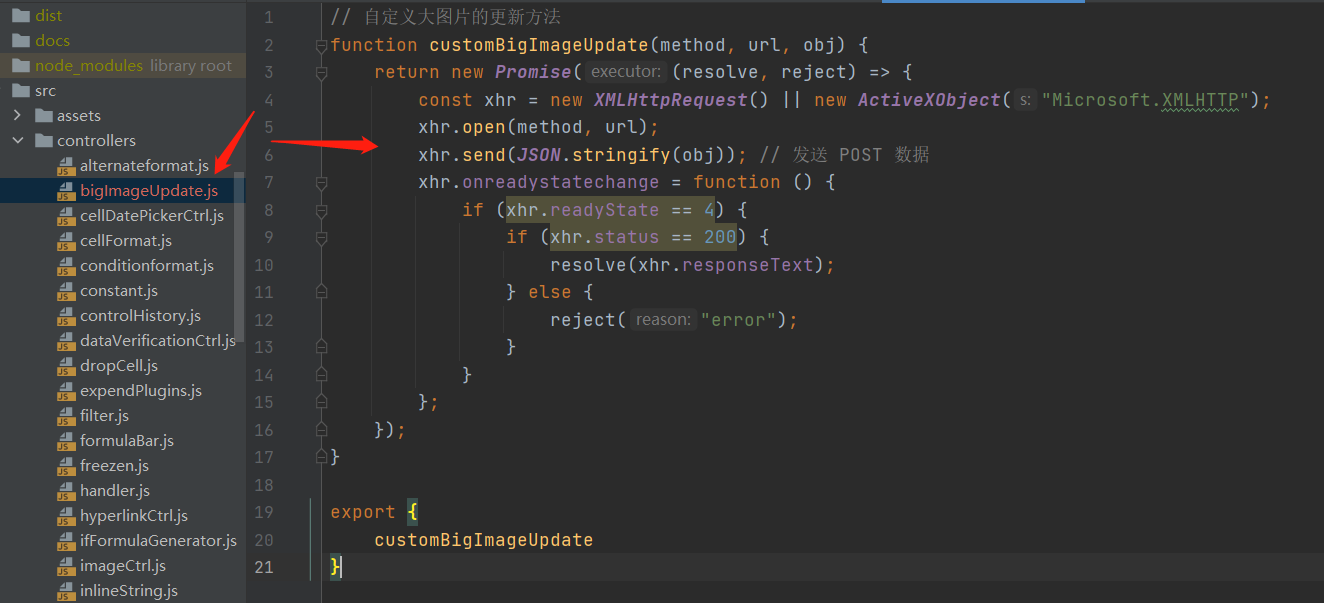 dist
docs
node_modules library root
src
assets
controllers
alternateformat.js
bigImageUpdate.js
cellDatePickerCtrl.js
cellFormat.js
conditionformat.js
constant.js
controlHistory.js
dataVerificationCtrl.js
dropCell.js
expendPlugins.js
filter.js
formulaBar.js
freezen.js
handler.js
hyperlinkCtrl.js
ifFormulaGenerator.js
imageCtrl.js
inlineString.js
1 // 自定义大图片的更新方法
2 function customBigImageUpdate(method, url, obj) {
3 return new Promise( executor: (resolve, reject) => {
4 const xhr = new XMLHttpRequest() || new ActiveXObject( s: "Microsoft.XMLHTTP");
5 xhr.open(method, url);
6 xhr.send(JSON.stringify(obj)); // 发送 POST 数据
7 xhr.onreadystatechange = function () {
8 if (xhr.readyState == 4) {
9 if (xhr.status == 200) {
10 resolve(xhr.responseText);
11 } else {
12 reject( reason: "error");
13 }
14 }
15 };
16 });
17 }
18
19 export {
20 customBigImageUpdate
21 }